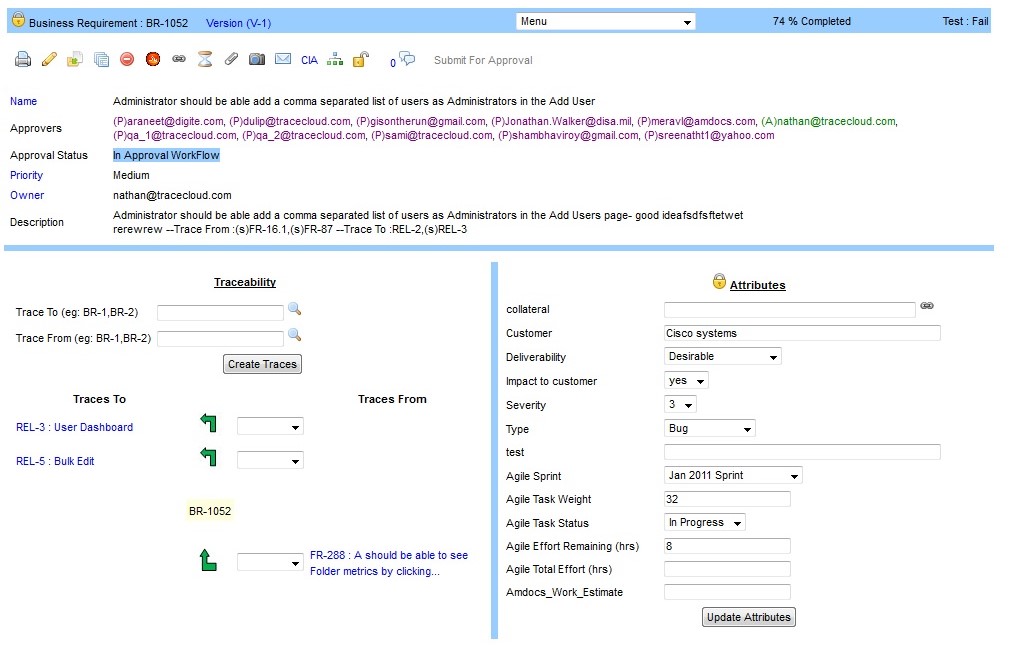 Business Requirement : BR-1052 Version (V-1) Menu 74 % Completed Test : Fail
CIA 0 Submit For Approval
Name Administrator should be able add a comma separated list of users as Administrators in the Add User
Approvers (P)araneet@digite.com, (P)dulip@tracecloud.com, (P)gisontherun@gmail.com, (P)Jonathan.Walker@disa.mil, (P)meravl@amdocs.com, (A)nathan@tracecloud.com,
(P)qa_1@tracecloud.com, (P)qa_2@tracecloud.com, (P)sami@tracecloud.com, (P)shambhaviroy@gmail.com, (P)sreenatht1@yahoo.com
Approval Status In Approval WorkFlow
Priority Medium
Owner nathan@tracecloud.com
Description Administrator should be able add a comma separated list of users as Administrators in the Add Users page- good ideafsdfsftetwet
rerewrew --Trace From :(s)FR-16.1,(s)FR-87 --Trace To :REL-2,(s)REL-3
Traceability
Trace To (eg: BR-1,BR-2)
Trace From (eg: BR-1,BR-2)
Create Traces
Traces To Traces From
REL-3 : User Dashboard
REL-5 : Bulk Edit
BR-1052
FR-288 : A should be able to see
Folder metrics by clicking...
Attributes
collateral
Customer Cisco systems
Deliverability Desirable
Impact to customer yes
Severity 3
Type Bug
test
Agile Sprint Jan 2011 Sprint
Agile Task Weight 32
Agile Task Status In Progress
Agile Effort Remaining (hrs) 8
Agile Total Effort (hrs)
Amdocs_Work_Estimate
Update Attributes